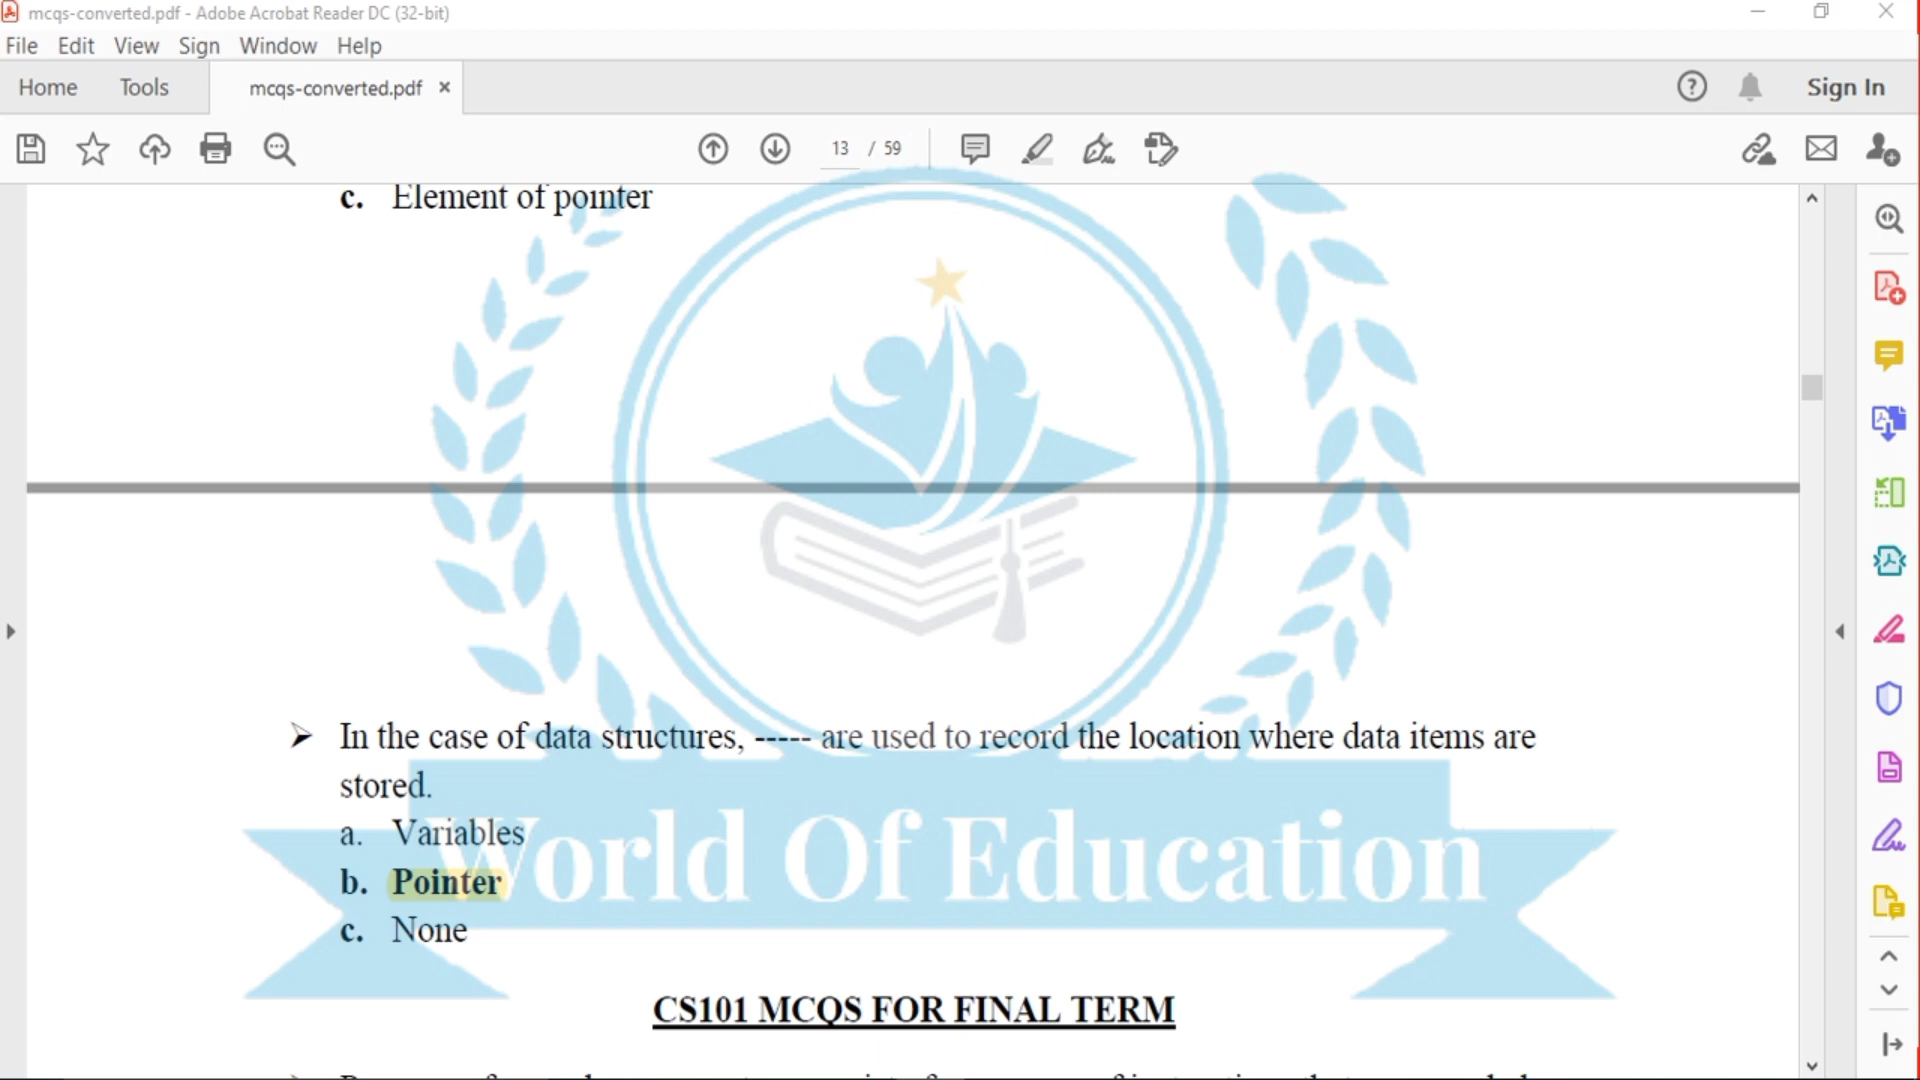 mcqs-converted.pdf - Adobe Acrobat Reader DC (32-bit)
File Edit View Sign Window Help
Home Tools mcqs-converted.pdf × Sign In
13 / 59
c. Element of pointer
➢ In the case of data structures, ----- are used to record the location where data items are
stored.
a. Variables
b. Pointer
c. None
World Of Education
CS101 MCQS FOR FINAL TERM